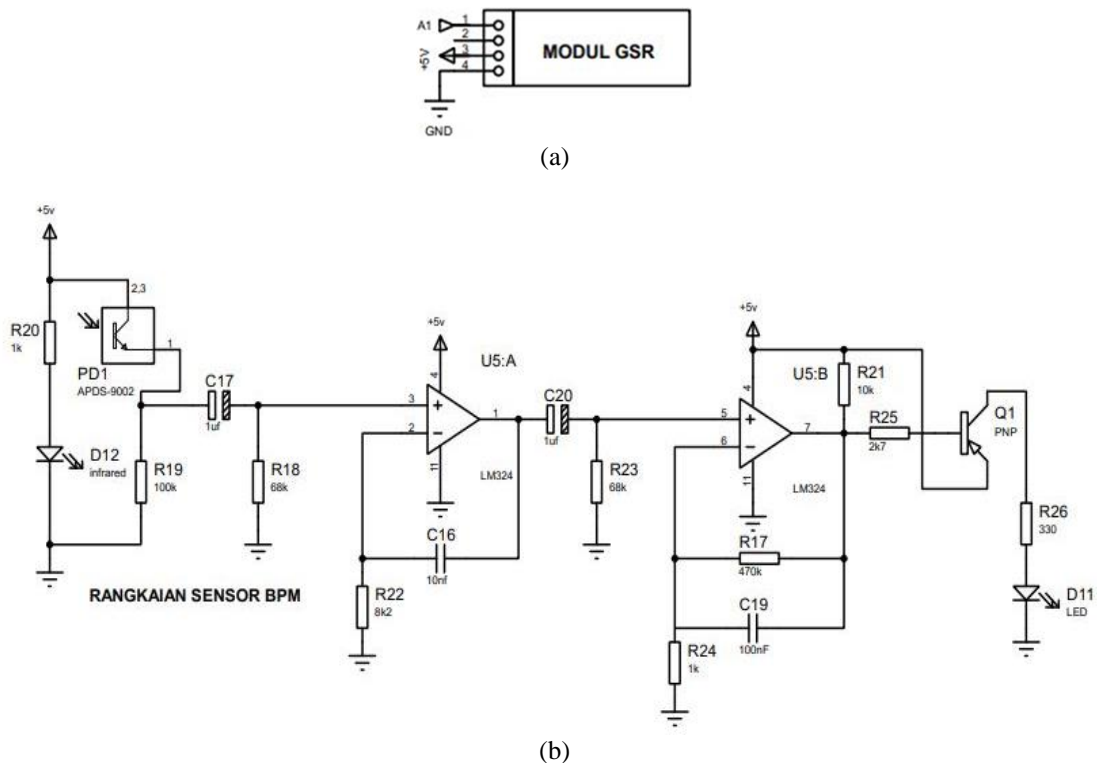 A1
1
2
3
4
+5V
MODUL GSR
GND
(a)
+5v
2,3
R20
1k
PD1
APDS-9002
1
C17
1uf
D12
infrared
R19
100k
R18
68k
RANGKAIAN SENSOR BPM
+5v
U5:A
4
3
2
1
11
LM324
C16
10nf
R22
8k2
C20
1uf
R23
68k
+5v
U5:B
4
5
6
7
11
LM324
R21
10k
R25
2k7
Q1
PNP
R17
470k
C19
100nF
R24
1k
R26
330
D11
LED
(b)